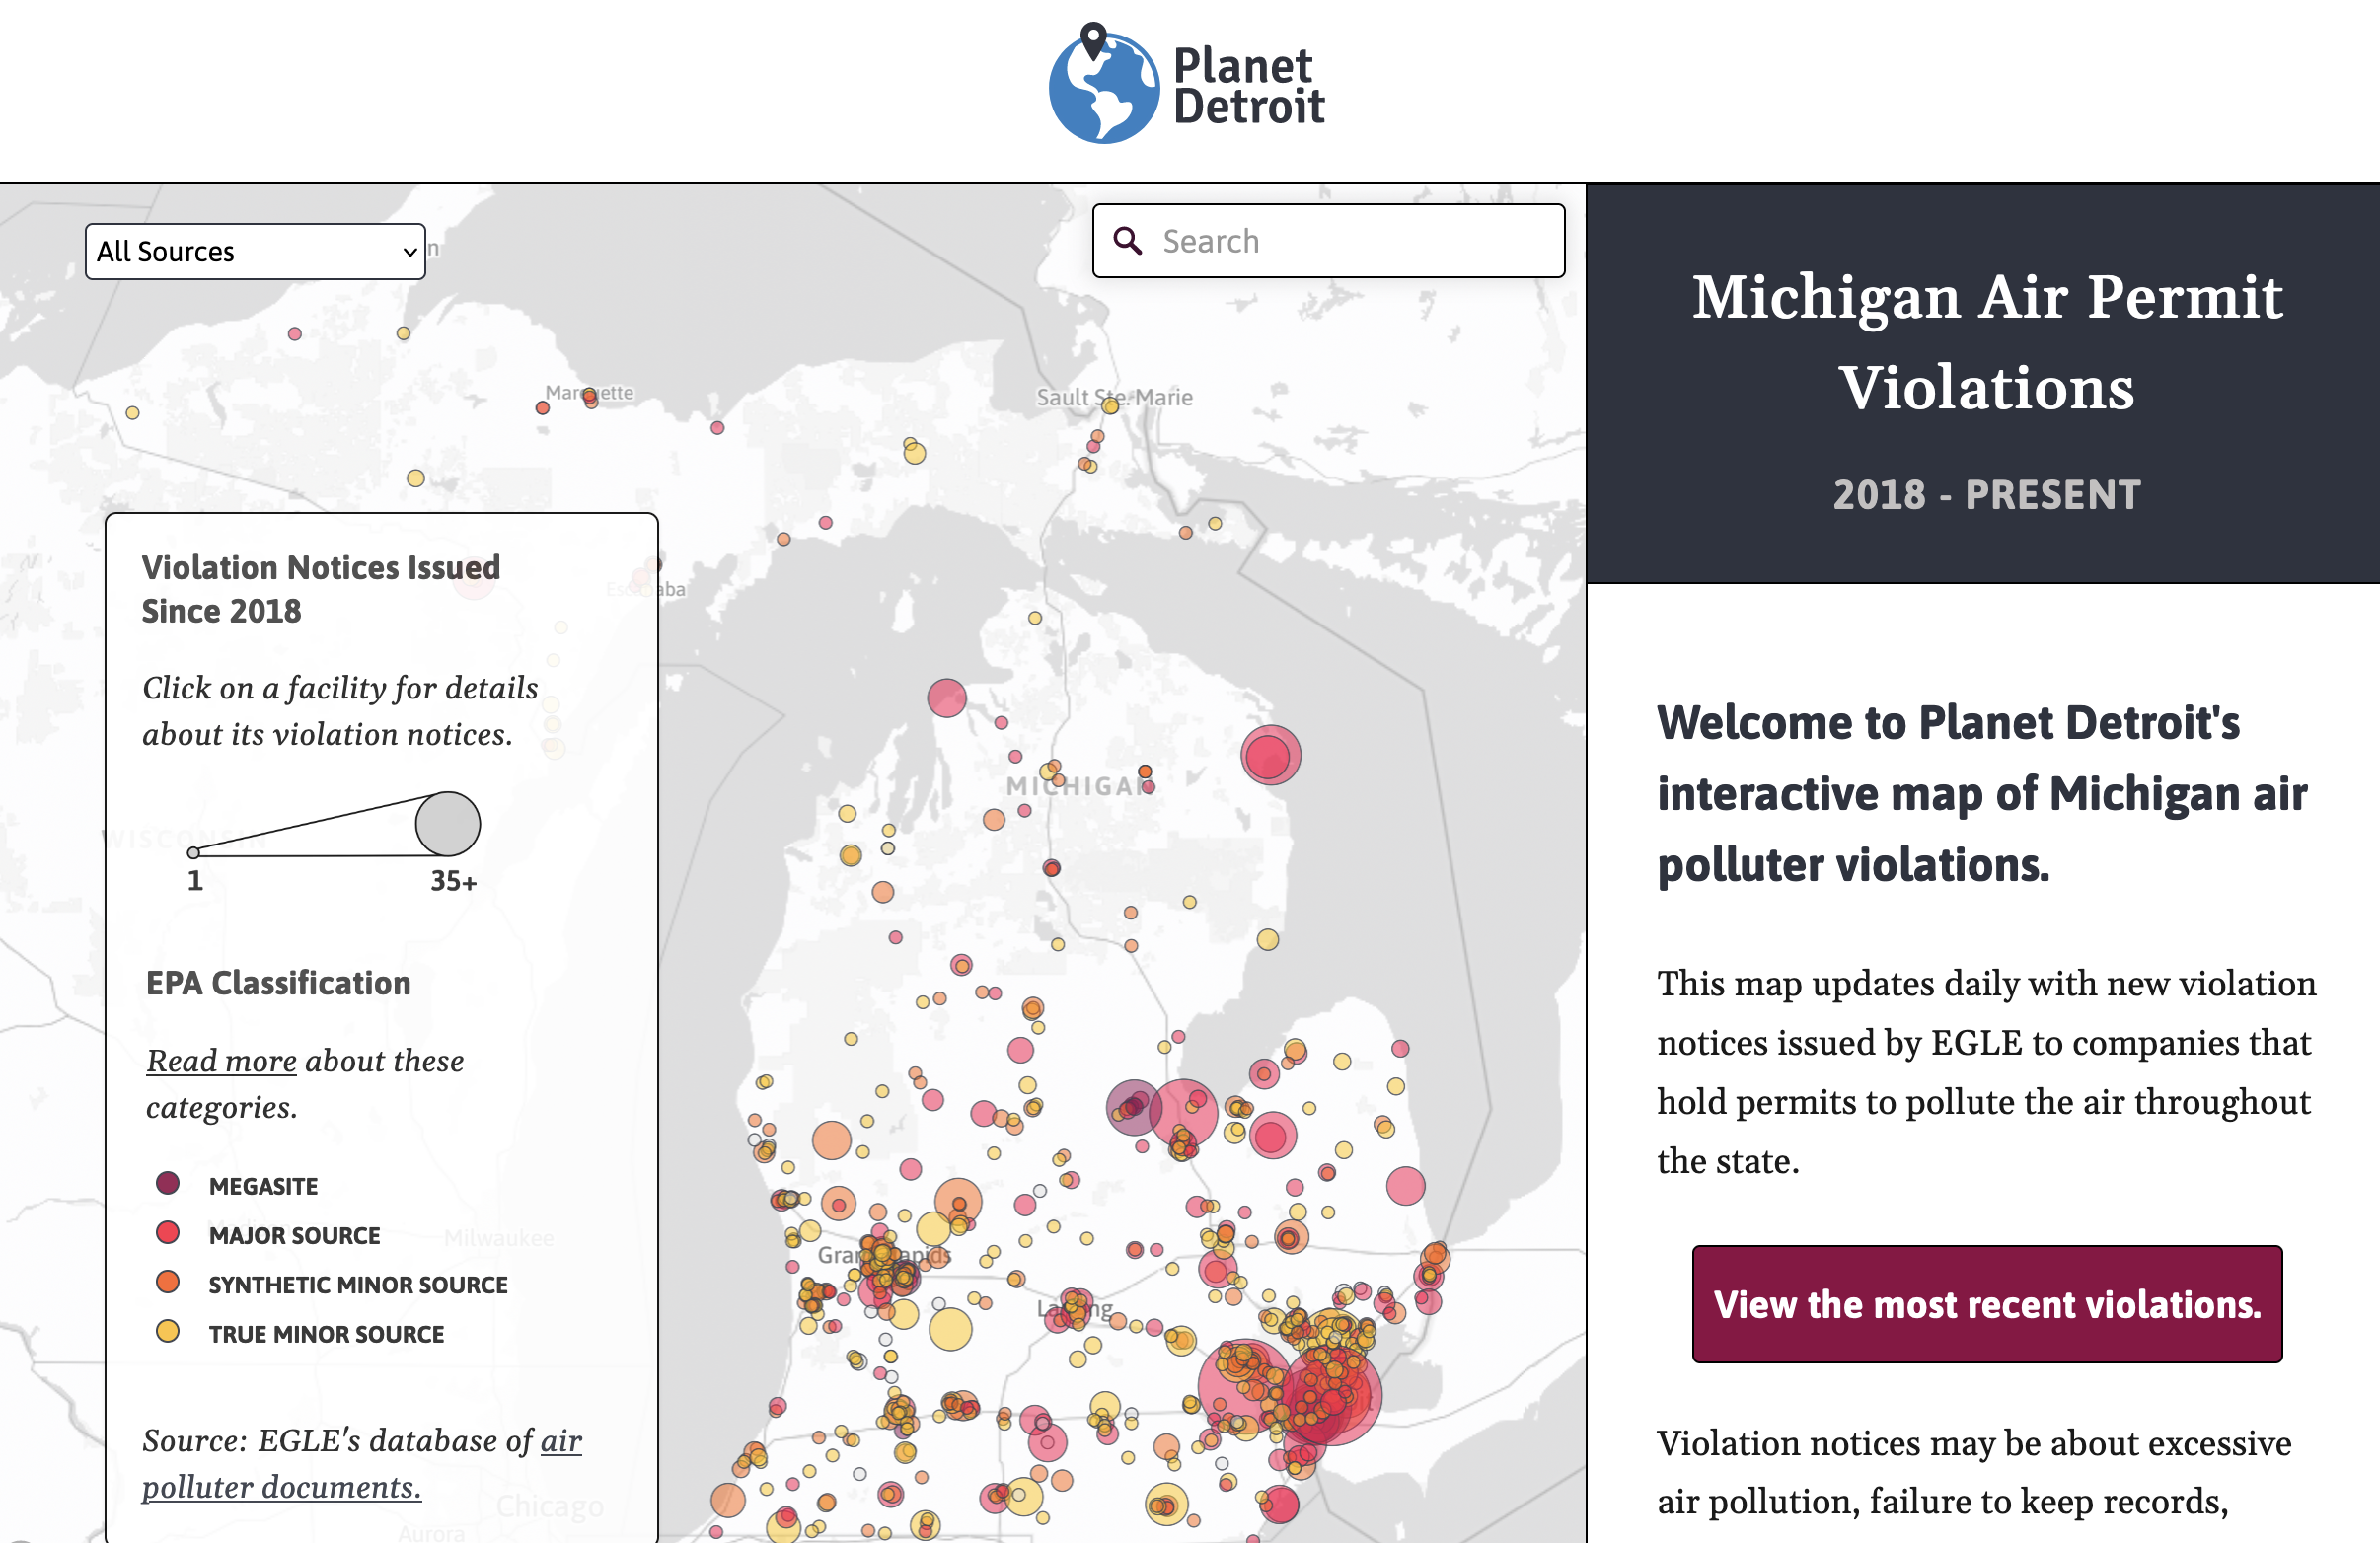 Planet
Detroit
All Sources
n
Search
Michigan Air Permit
Violations
2018 - PRESENT
Marquette
Sault Ste. Marie
Escanaba
MICHIGAN
WISCONSIN
Grand Rapids
Lansing
Milwaukee
Chicago
Aurora
Violation Notices Issued
Since 2018
Click on a facility for details
about its violation notices.
1
35+
EPA Classification
Read more about these
categories.
MEGASITE
MAJOR SOURCE
SYNTHETIC MINOR SOURCE
TRUE MINOR SOURCE
Source: EGLE's database of air
polluter documents.
Welcome to Planet Detroit's
interactive map of Michigan air
polluter violations.
This map updates daily with new violation
notices issued by EGLE to companies that
hold permits to pollute the air throughout
the state.
View the most recent violations.
Violation notices may be about excessive
air pollution, failure to keep records,